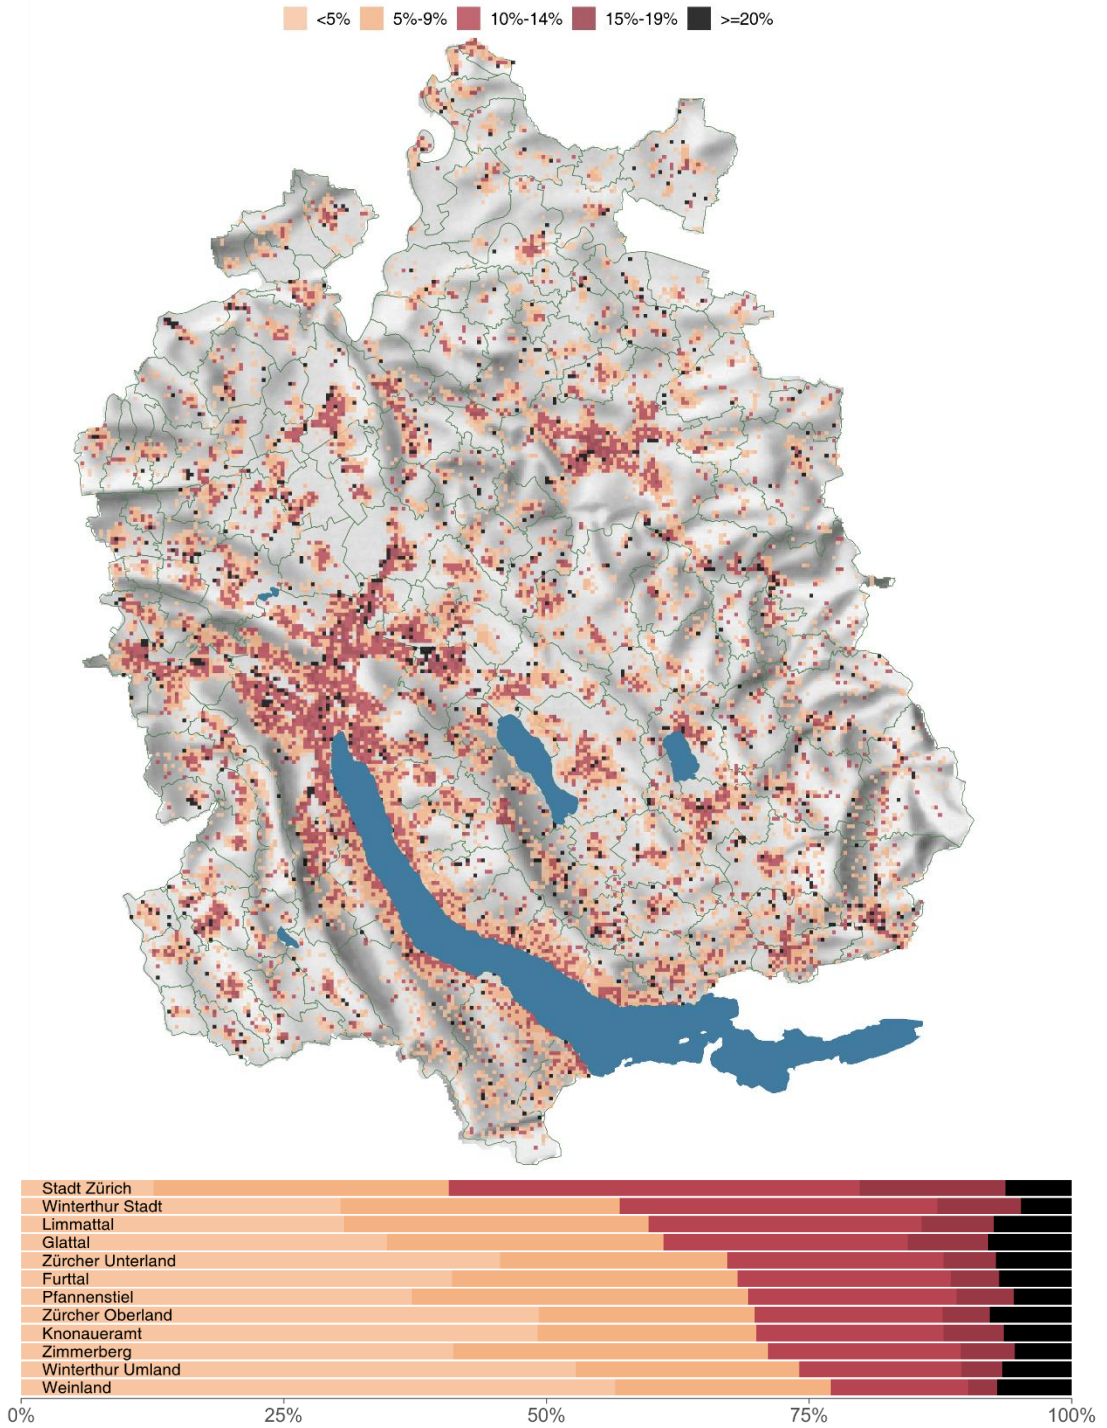 <5% 5%-9% 10%-14% 15%-19% >=20%
Stadt Zürich
Winterthur Stadt
Limmattal
Glattal
Zürcher Unterland
Furttal
Pfannenstiel
Zürcher Oberland
Knonaueramt
Zimmerberg
Winterthur Umland
Weinland
0% 25% 50% 75% 100%